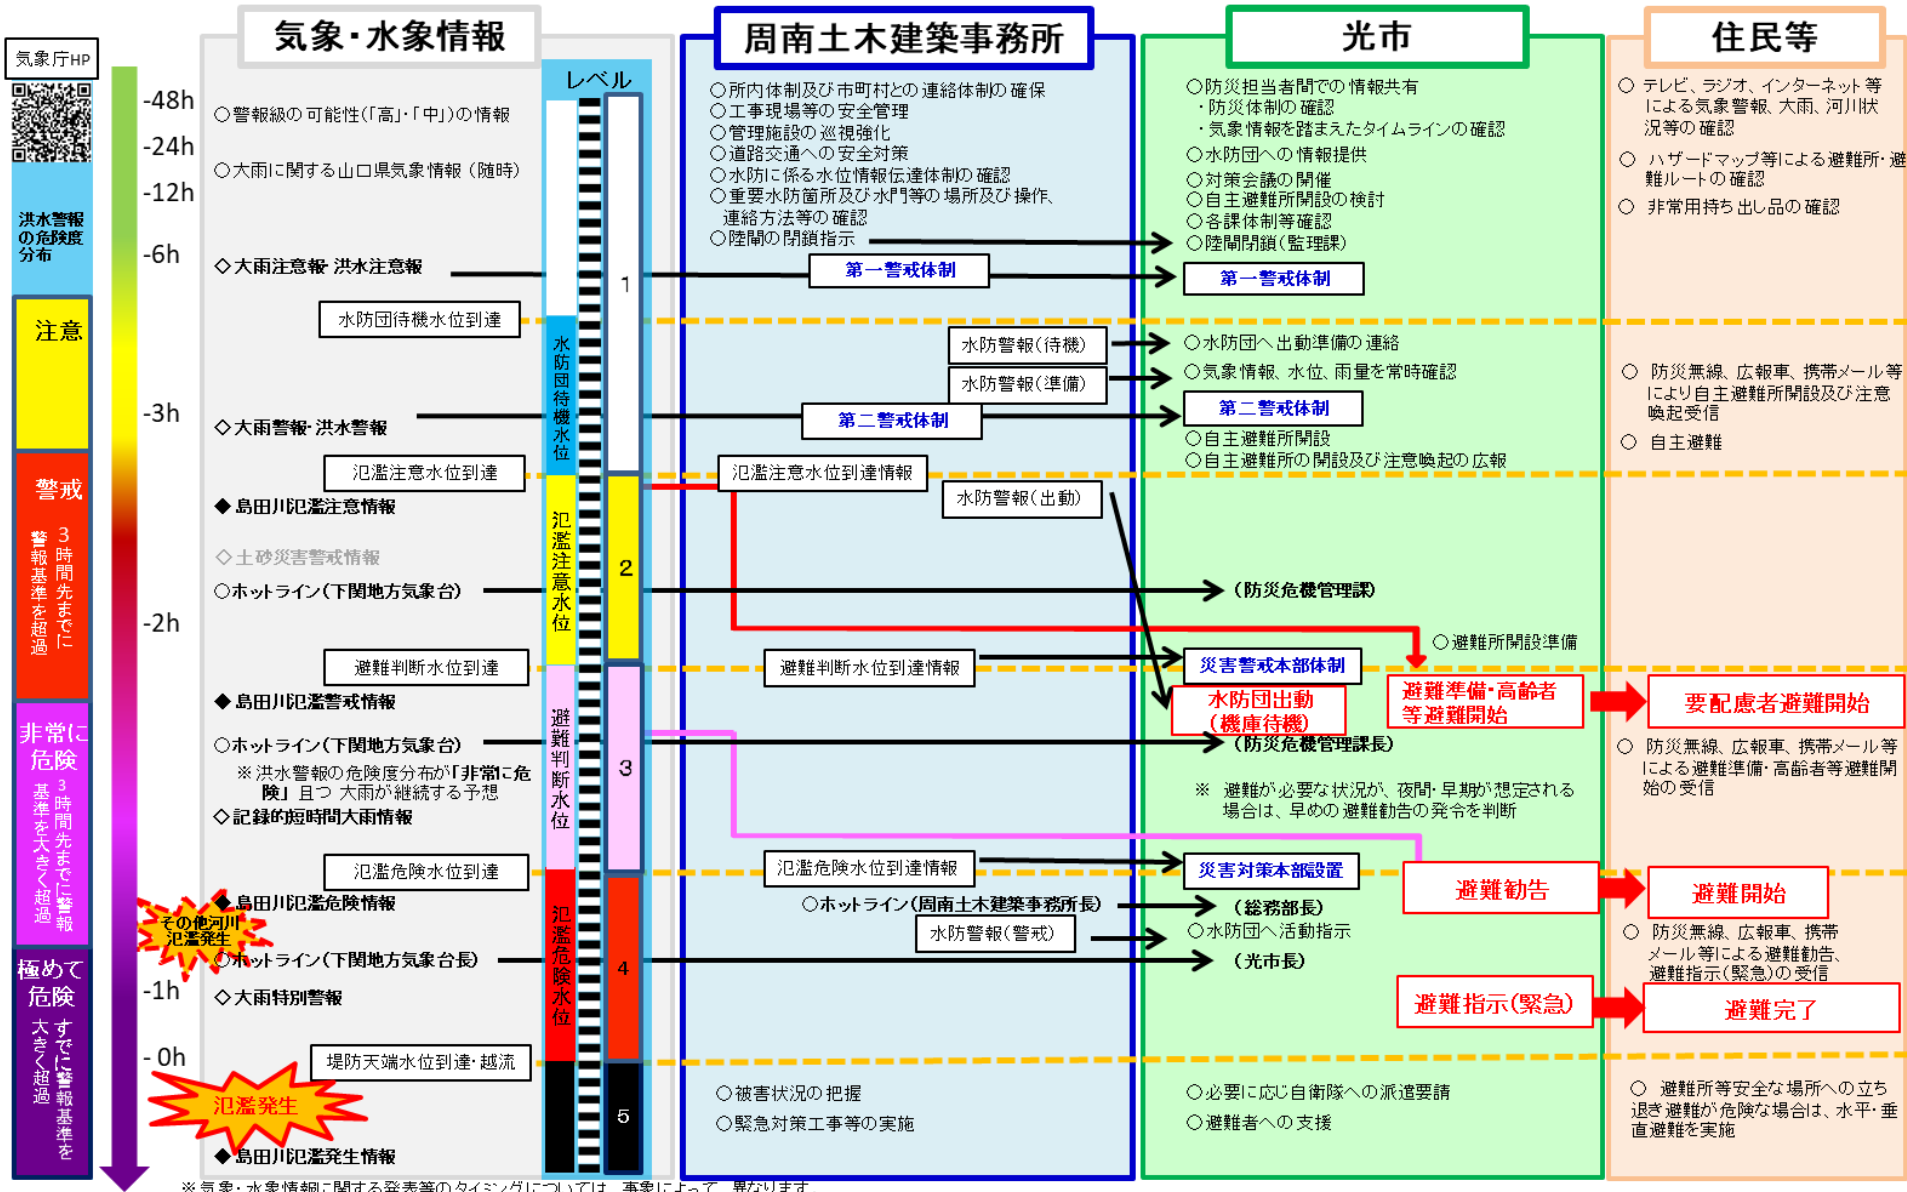 気象庁HP
洪水警報
の危険度
分布
注意
警戒
3時間先までに
警報基準を超過
非常に
危険
3時間先までに警報
基準を大きく超過
極めて
危険
すでに警報基準を
大きく超過
-48h
-24h
-12h
-6h
-3h
-2h
-1h
- 0h
気象・水象情報
レベル
○警報級の可能性(「高」・「中」)の情報
○大雨に関する山口県気象情報(随時)
◇大雨注意報・洪水注意報
水防団待機水位到達
◇大雨警報・洪水警報
氾濫注意水位到達
◆島田川氾濫注意情報
◇土砂災害警戒情報
○ホットライン(下関地方気象台)
避難判断水位到達
◆島田川氾濫警戒情報
○ホットライン(下関地方気象台)
※洪水警報の危険度分布が「非常に危
険」且つ 大雨が継続する予想
◇記録的短時間大雨情報
氾濫危険水位到達
◆島田川氾濫危険情報
その他河川
氾濫発生
○ホットライン(下関地方気象台長)
◇大雨特別警報
堤防天端水位到達・越流
氾濫発生
◆島田川氾濫発生情報
水防団待機水位
氾濫注意水位
避難判断水位
氾濫危険水位
1
2
3
4
5
周南土木建築事務所
○所内体制及び市町村との連絡体制の確保
○工事現場等の安全管理
○管理施設の巡視強化
○道路交通への安全対策
○水防に係る水位情報伝達体制の確認
○重要水防箇所及び水門等の場所及び操作、
連絡方法等の確認
○陸閘の閉鎖指示
第一警戒体制
水防警報(待機)
水防警報(準備)
第二警戒体制
氾濫注意水位到達情報
水防警報(出動)
避難判断水位到達情報
氾濫危険水位到達情報
○ホットライン(周南土木建築事務所長)
水防警報(警戒)
○被害状況の把握
○緊急対策工事等の実施
光市
○防災担当者間での情報共有
・防災体制の確認
・気象情報を踏まえたタイムラインの確認
○水防団への情報提供
○対策会議の開催
○自主避難所開設の検討
○各課体制等確認
○陸閘閉鎖(監理課)
第一警戒体制
○水防団へ出動準備の連絡
○気象情報、水位、雨量を常時確認
第二警戒体制
○自主避難所開設
○自主避難所の開設及び注意喚起の広報
(防災危機管理課)
○避難所開設準備
災害警戒本部体制
水防団出動
(機庫待機)
避難準備・高齢者
等避難開始
(防災危機管理課長)
※ 避難が必要な状況が、夜間・早期が想定される
場合は、早めの避難勧告の発令を判断
災害対策本部設置
避難勧告
(総務部長)
○水防団へ活動指示
(光市長)
避難指示(緊急)
○必要に応じ自衛隊への派遣要請
○避難者への支援
住民等
○ テレビ、ラジオ、インターネット等
による気象警報、大雨、河川状
況等の確認
○ ハザードマップ等による避難所・避
難ルートの確認
○ 非常用持ち出し品の確認
○ 防災無線、広報車、携帯メール等
により自主避難所開設及び注意
喚起受信
○ 自主避難
要配慮者避難開始
○ 防災無線、広報車、携帯メール等
による避難準備・高齢者等避難開
始の受信
避難開始
○ 防災無線、広報車、携帯
メール等による避難勧告、
避難指示(緊急)の受信
避難完了
○ 避難所等安全な場所への立ち
退き避難が危険な場合は、水平・垂
直避難を実施
※気象・水象情報に関する発表等のタイミングについては、事象によって、異なります。